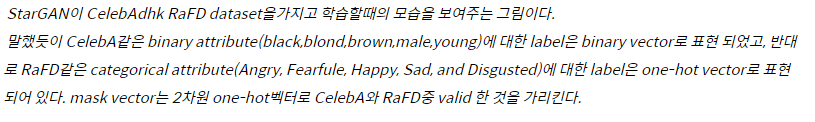 StarGAN이 CelebAdhk RaFD dataset을가지고 학습할때의 모습을 보여주는 그림이다.
말했듯이 CelebA같은 binary attribute(black,blond,brown,male,young)에 대한 label은 binary vector로 표현 되었고, 반대
로 RaFD같은 categorical attribute(Angry, Fearfule, Happy, Sad, and Disgusted)에 대한 label은 one-hot vector로 표현
되어 있다. mask vector는 2차원 one-hot벡터로 CelebA와 RaFD중 valid 한 것을 가리킨다.